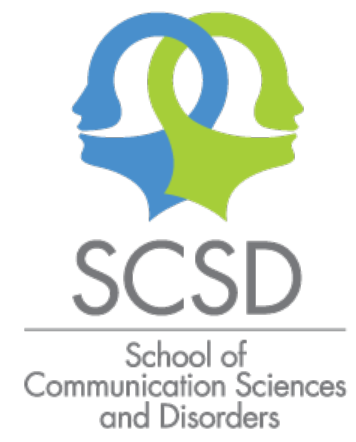 SCSD
School of
Communication Sciences
and Disorders